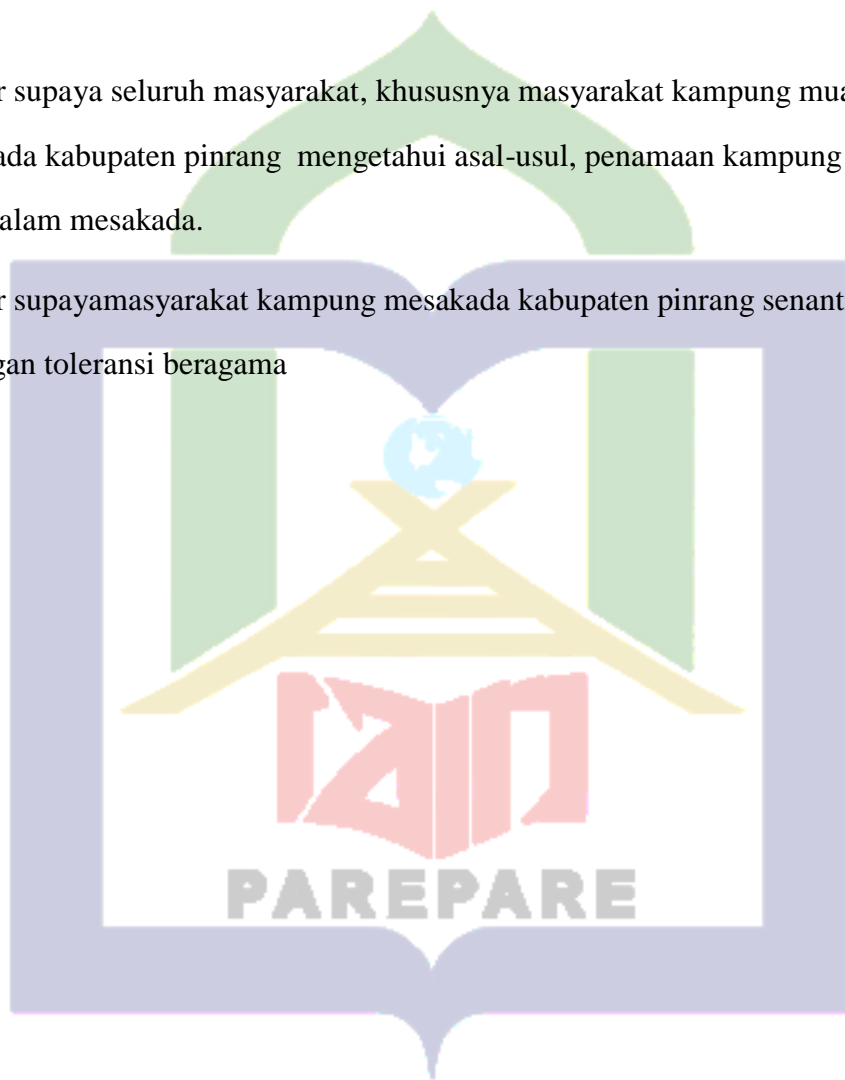 r supaya seluruh masyarakat, khususnya masyarakat kampung mua
ada kabupaten pinrang  mengetahui asal-usul, penamaan kampung
alam mesakada.
r supayamasyarakat kampung mesakada kabupaten pinrang senant
gan toleransi beragama
iain
PAREPARE